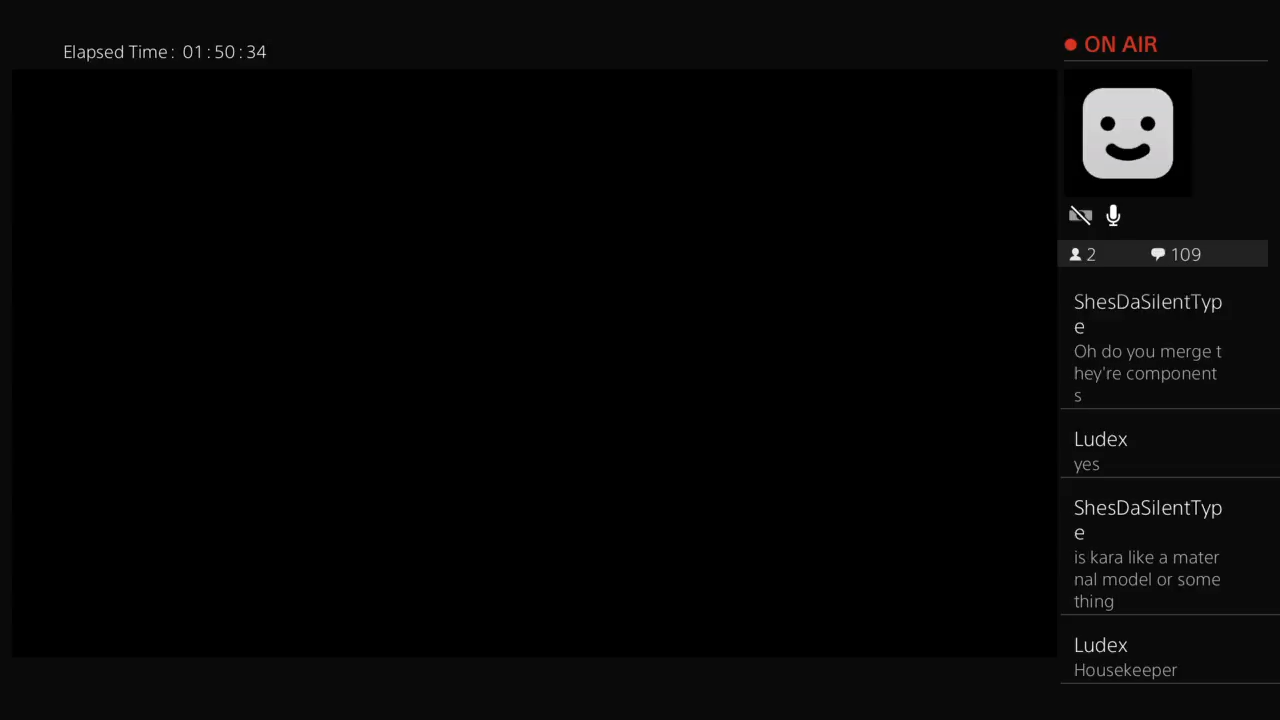 Elapsed Time: 01:50:34
ON AIR
2 109
ShesDaSilentTyp
e
Oh do you merge t
hey're component
s
Ludex
yes
ShesDaSilentTyp
e
is kara like a mater
nal model or some
thing
Ludex
Housekeeper